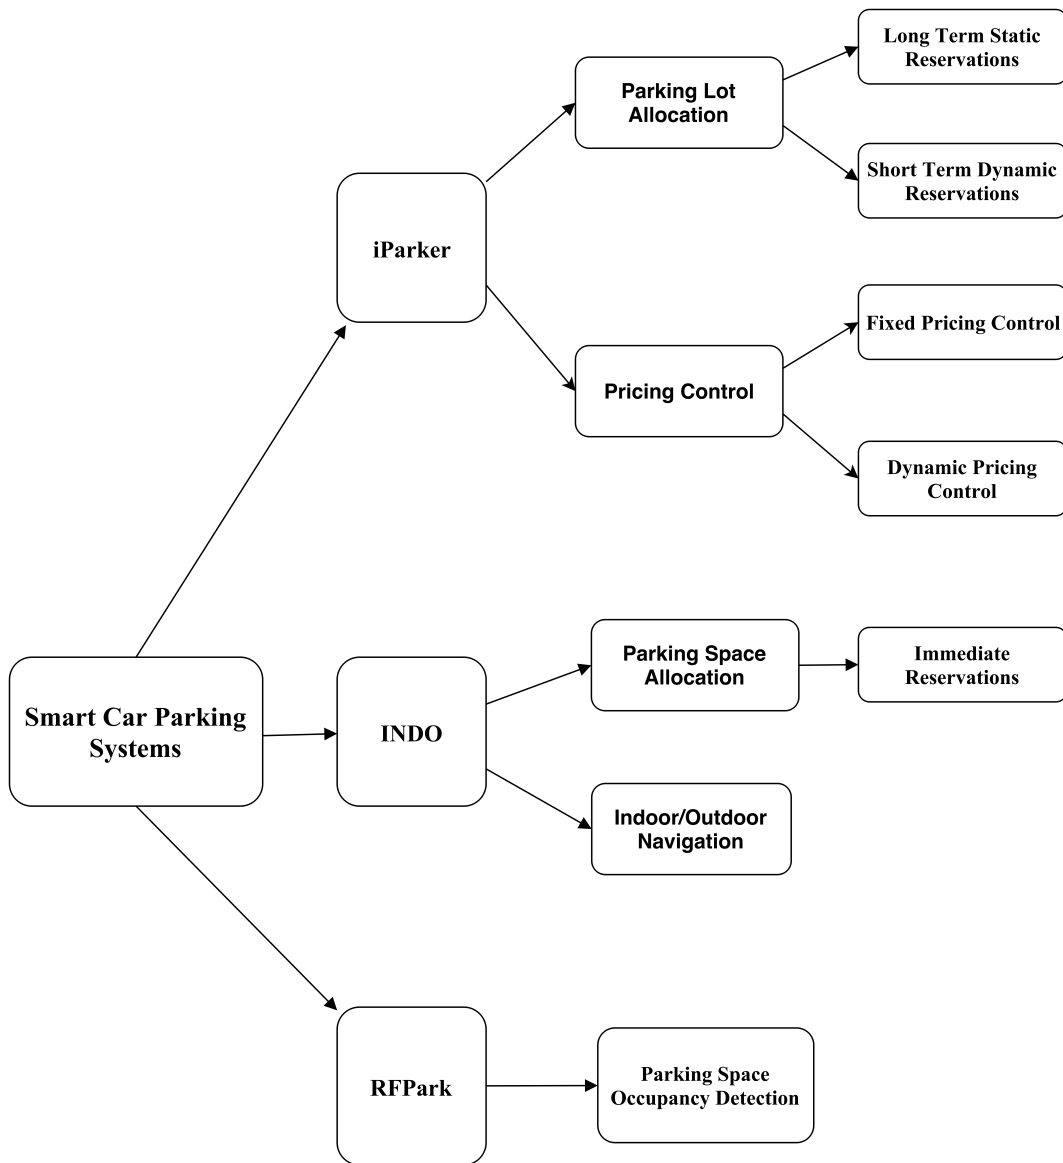 Long Term Static
Reservations
Parking Lot
Allocation
Short Term Dynamic
Reservations
iParker
Fixed Pricing Control
Pricing Control
Dynamic Pricing
Control
Parking Space
Allocation
Immediate
Reservations
Smart Car Parking
Systems
INDO
Indoor/Outdoor
Navigation
RFPark
Parking Space
Occupancy Detection